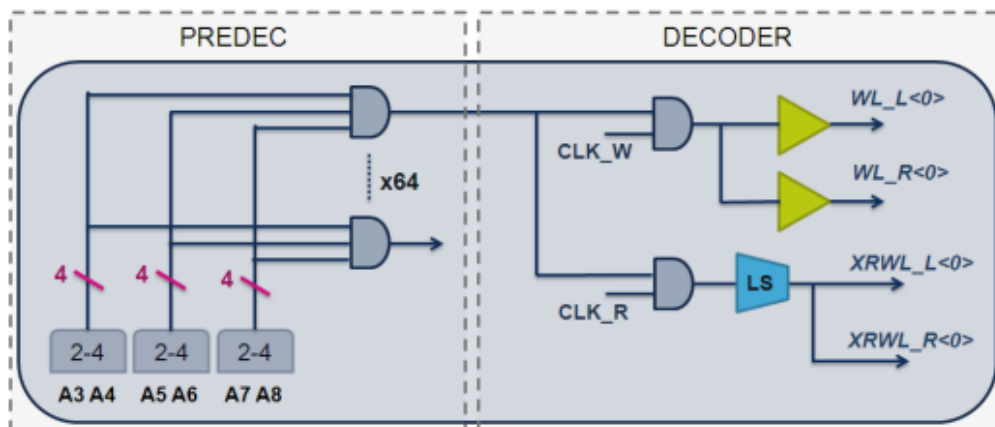 PREDEC
DECODER
WL_L<0>
CLK_W
x64
WL_R<0>
4 4 4
XRWL_L<0>
LS
CLK_R
2-4 2-4 2-4
XRWL_R<0>
A3 A4 A5 A6 A7 A8